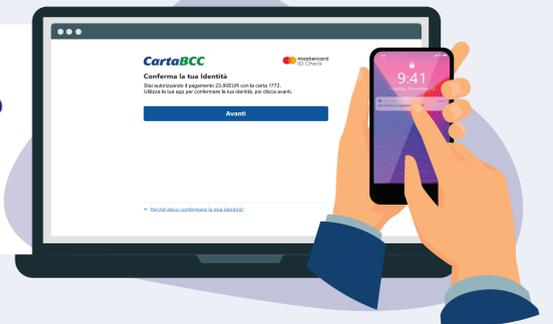 CartaBCC
mastercard
ID Check
Conferma la tua identità
Stai autorizzando il pagamento 23.80EUR con la carta 1772.
Utilizza la tua app per confermare la tua identità, poi clicca avanti.
Avanti
Perché devo confermare la mia identità?
9:41